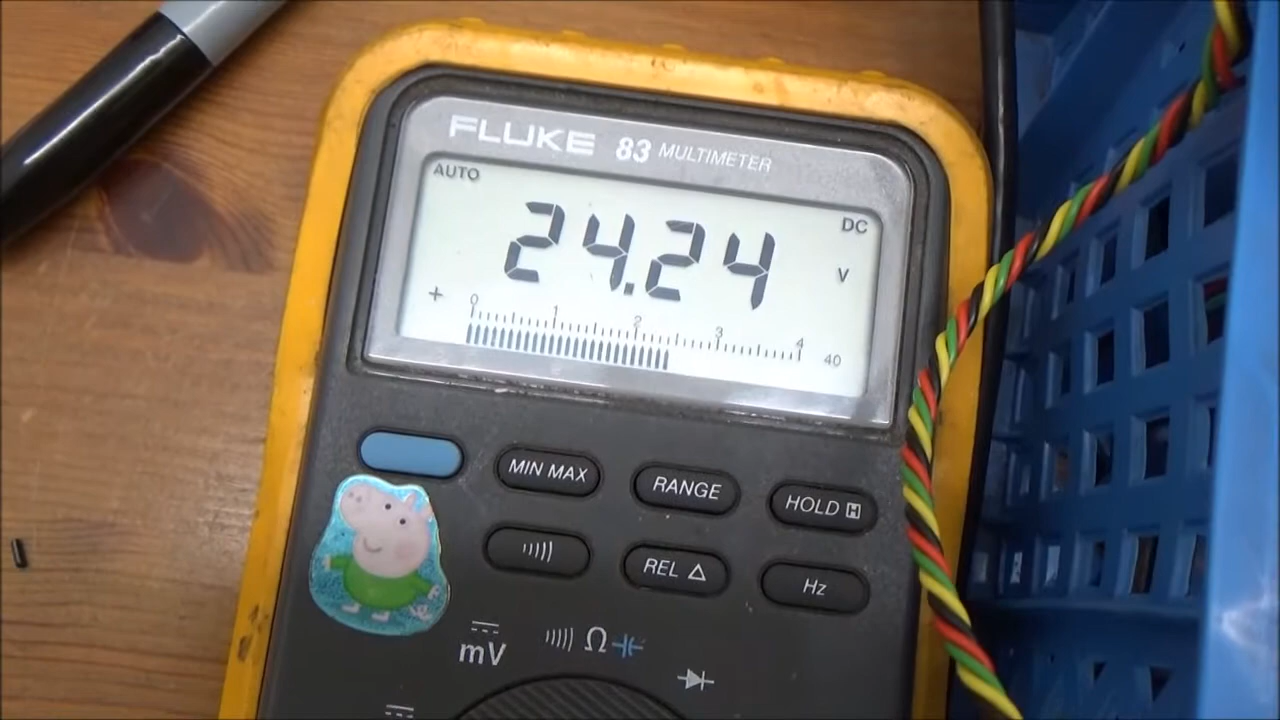 FLUKE 83 MULTIMETER
AUTO
24.24
DC
V
+
0 1 2 3 4 40
MIN MAX
RANGE
HOLD H
REL Δ
Hz
mV
Ω